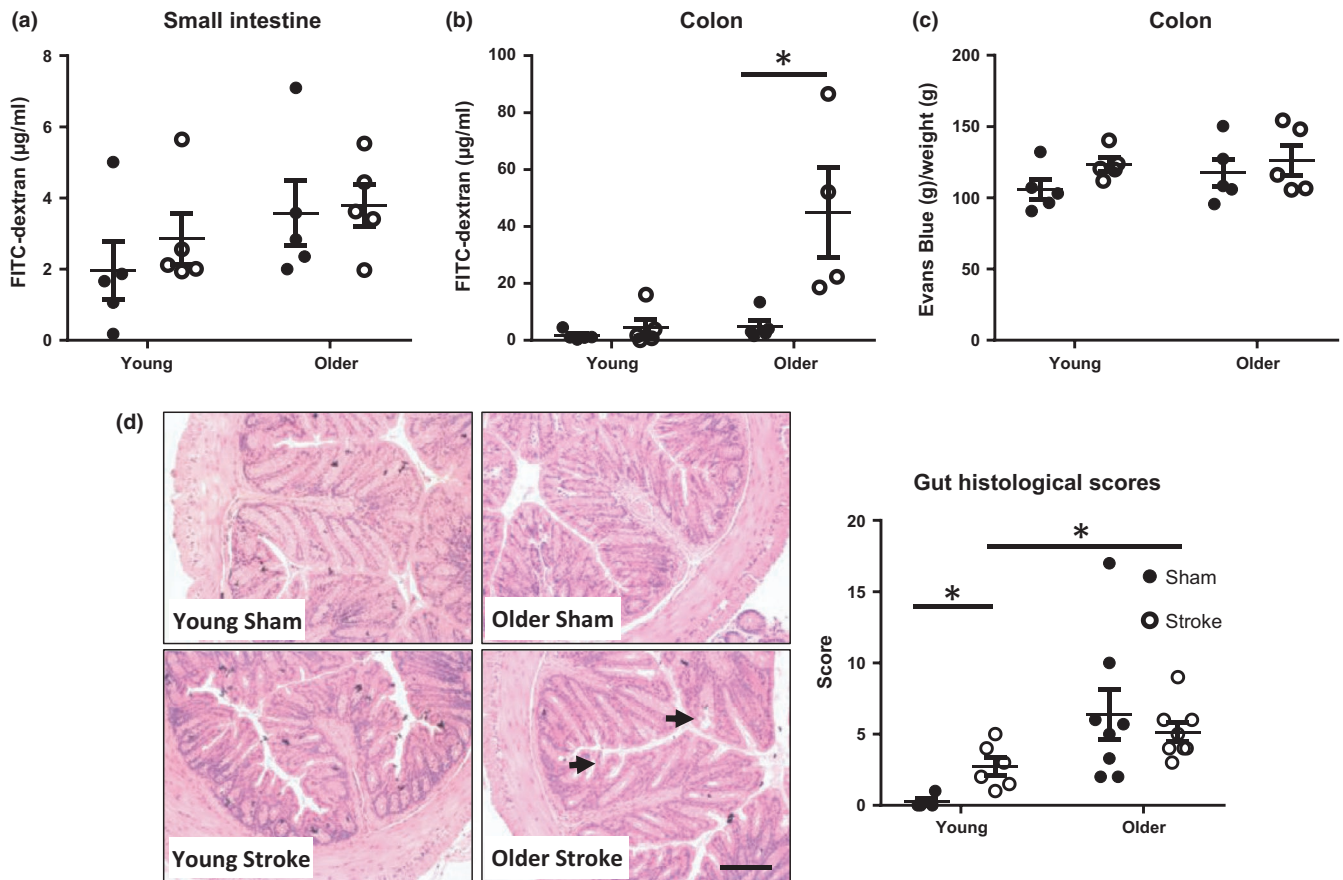 (a)
Small intestine
FITC-dextran (µg/ml)
8
6
4
2
0
Young
Older
(b)
Colon
FITC-dextran (µg/ml)
100
80
60
40
20
0
*
Young
Older
(c)
Colon
Evans Blue (g)/weight (g)
200
150
100
50
0
Young
Older
(d)
Young Sham
Older Sham
Young Stroke
Older Stroke
Gut histological scores
Score
20
15
10
5
0
*
*
Sham
Stroke
Young
Older